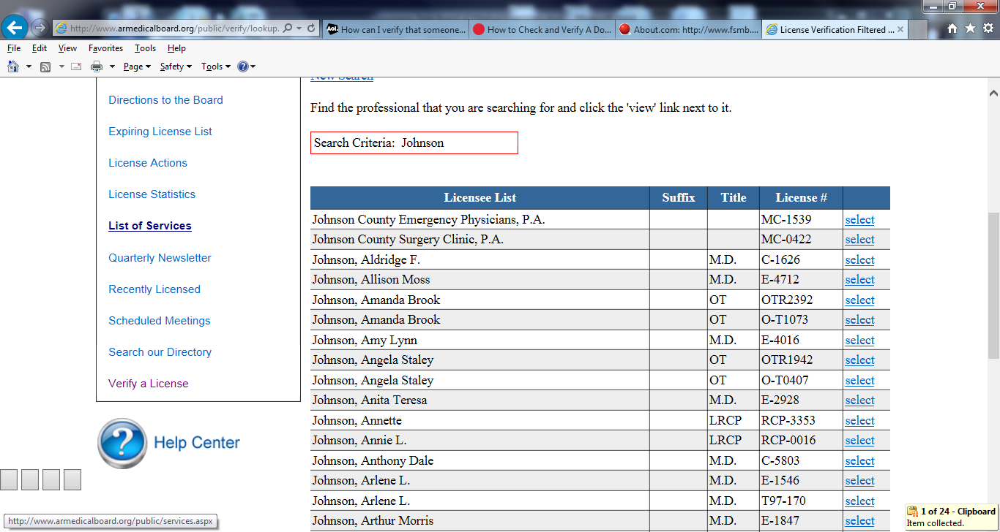 http://www.armedicalboard.org/public/verify/lookup.
Aol. How can I verify that someone...
How to Check and Verify A Do...
About.com: http://www.fsmb....
License Verification Filtered ...
File Edit View Favorites Tools Help
Page Safety Tools
New Search
Directions to the Board
Expiring License List
License Actions
License Statistics
List of Services
Quarterly Newsletter
Recently Licensed
Scheduled Meetings
Search our Directory
Verify a License
Help Center
Find the professional that you are searching for and click the 'view' link next to it.
Search Criteria: Johnson
Licensee List Suffix Title License #
Johnson County Emergency Physicians, P.A. MC-1539 select
Johnson County Surgery Clinic, P.A. MC-0422 select
Johnson, Aldridge F. M.D. C-1626 select
Johnson, Allison Moss M.D. E-4712 select
Johnson, Amanda Brook OT OTR2392 select
Johnson, Amanda Brook OT O-T1073 select
Johnson, Amy Lynn M.D. E-4016 select
Johnson, Angela Staley OT OTR1942 select
Johnson, Angela Staley OT O-T0407 select
Johnson, Anita Teresa M.D. E-2928 select
Johnson, Annette LRCP RCP-3353 select
Johnson, Annie L. LRCP RCP-0016 select
Johnson, Anthony Dale M.D. C-5803 select
Johnson, Arlene L. M.D. E-1546 select
Johnson, Arlene L. M.D. T97-170 select
Johnson, Arthur Morris M.D. E-1847 select
http://www.armedicalboard.org/public/services.aspx
1 of 24 - Clipboard
Item collected.